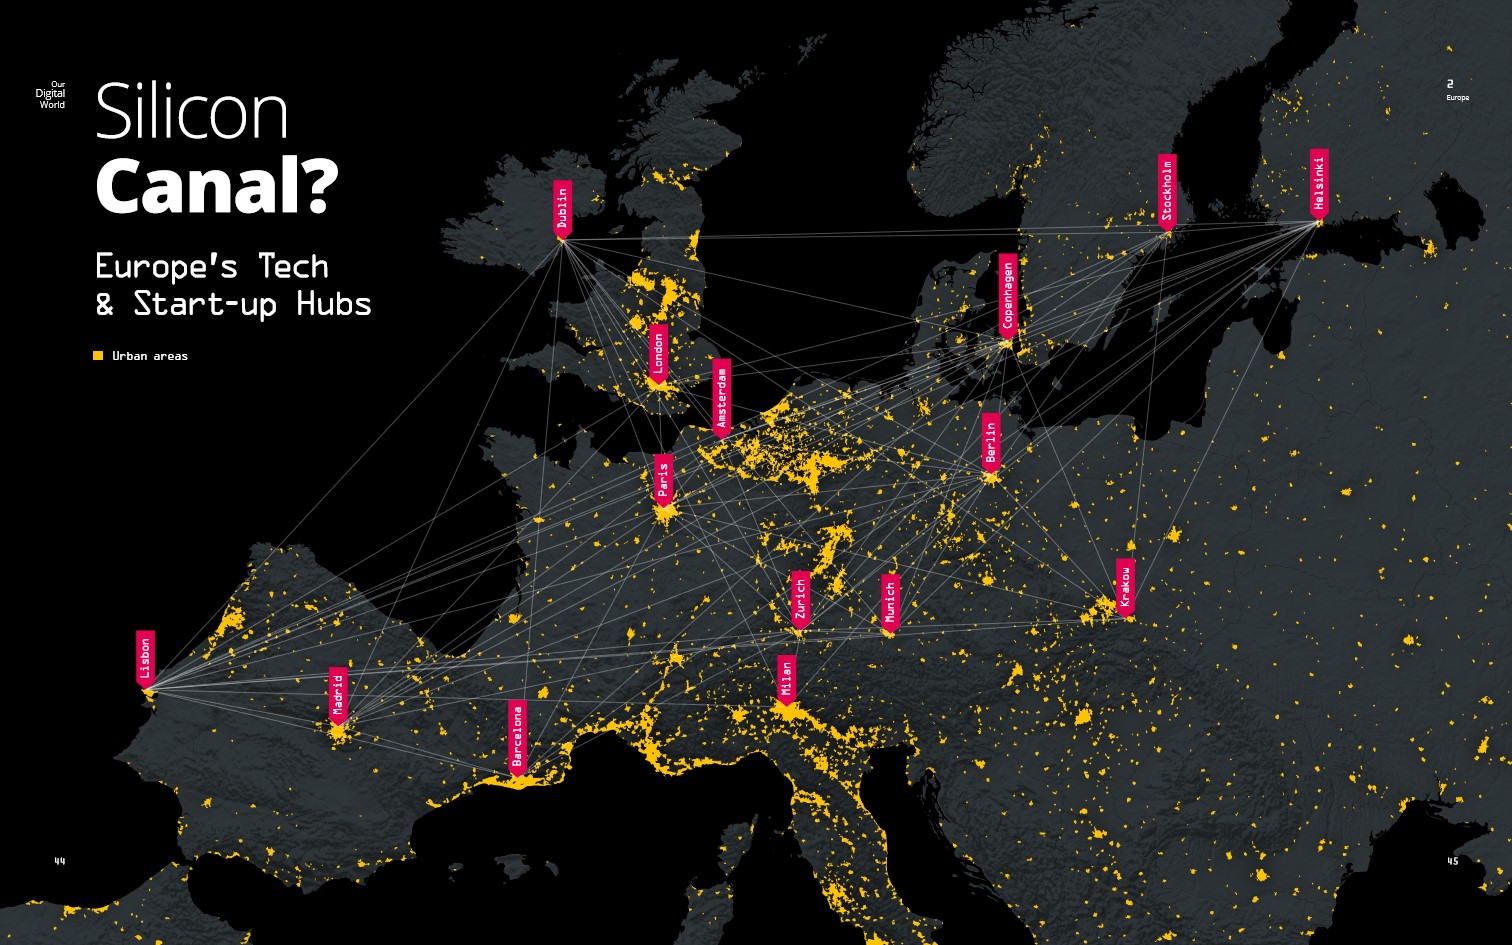 Our
Digital
World
Silicon
Canal?
Europe's Tech
& Start-up Hubs
Urban areas
2
Europe
Dublin
Stockholm
Helsinki
Copenhagen
London
Amsterdam
Berlin
Paris
Zurich
Munich
Krakow
Lisbon
Madrid
Milan
Barcelona
44
45